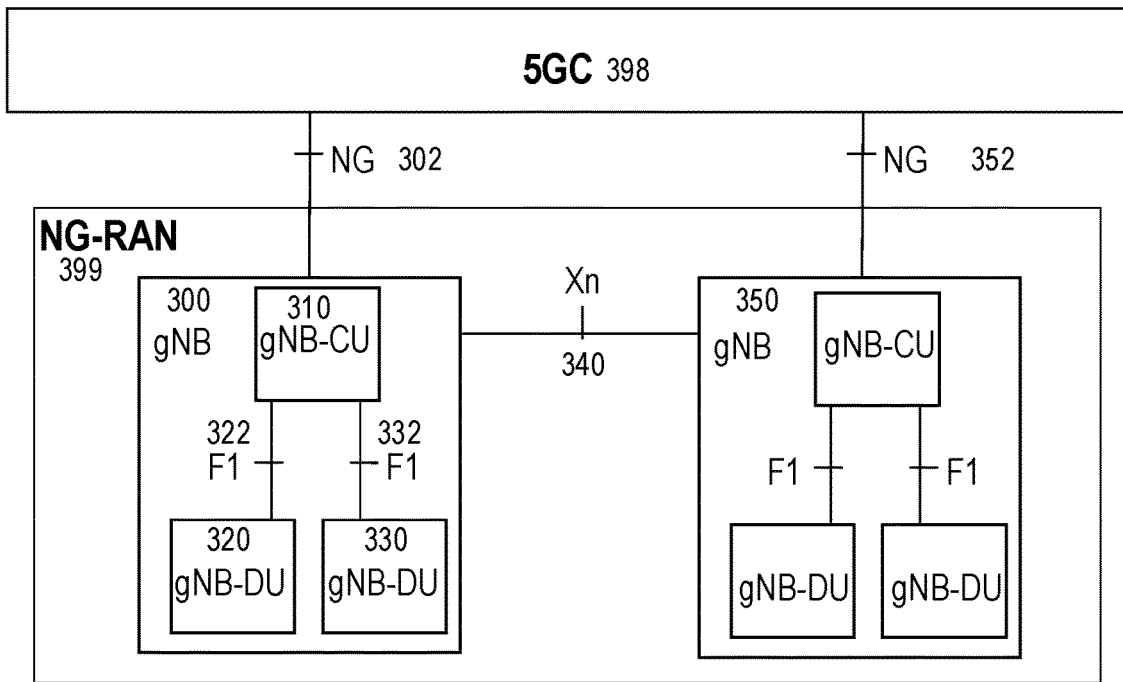 5GC 398
NG 302
NG 352
NG-RAN
399
300
gNB
310
gNB-CU
322
F1
332
F1
320
gNB-DU
330
gNB-DU
Xn
340
350
gNB
gNB-CU
F1
F1
gNB-DU
gNB-DU